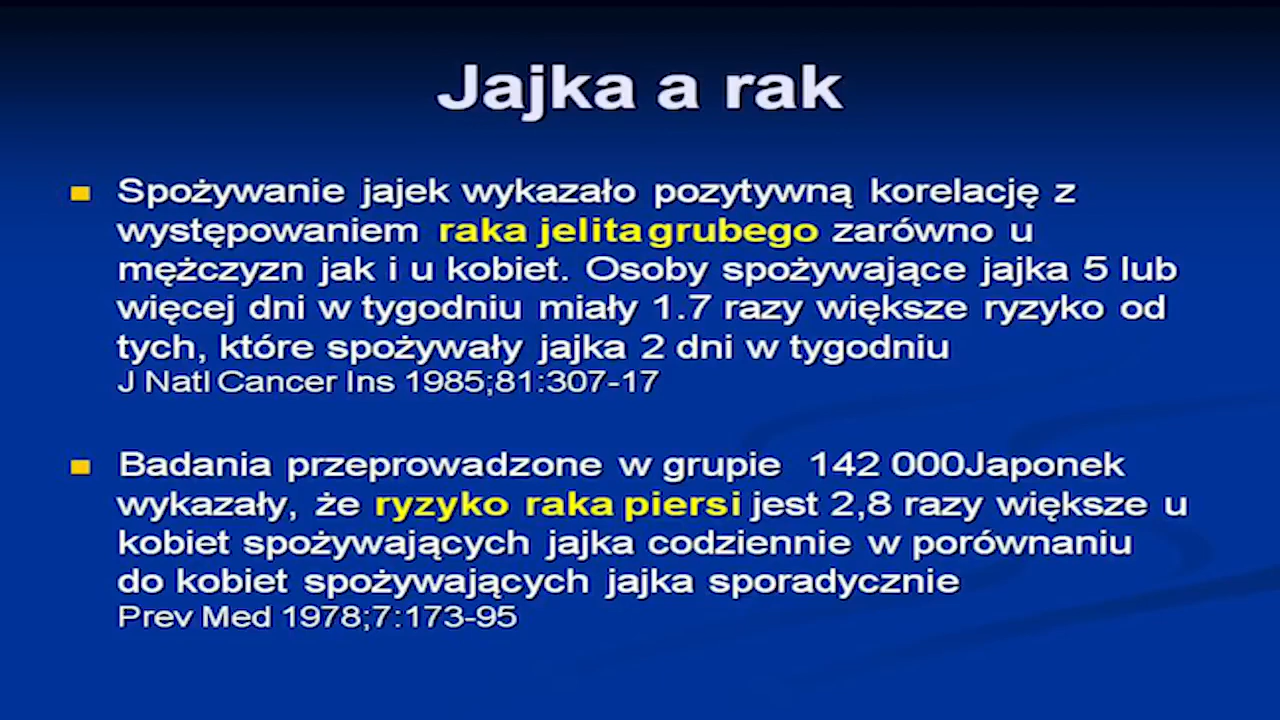 Jajka a rak
Spożywanie jajek wykazało pozytywną korelację z
występowaniem raka jelita grubego zarówno u
mężczyzn jak i u kobiet. Osoby spożywające jajka 5 lub
więcej dni w tygodniu miały 1.7 razy większe ryzyko od
tych, które spożywały jajka 2 dni w tygodniu
J Natl Cancer Ins 1985;81:307-17
Badania przeprowadzone w grupie 142 000Japonek
wykazały, że ryzyko raka piersi jest 2,8 razy większe u
kobiet spożywających jajka codziennie w porównaniu
do kobiet spożywających jajka sporadycznie
Prev Med 1978;7:173-95